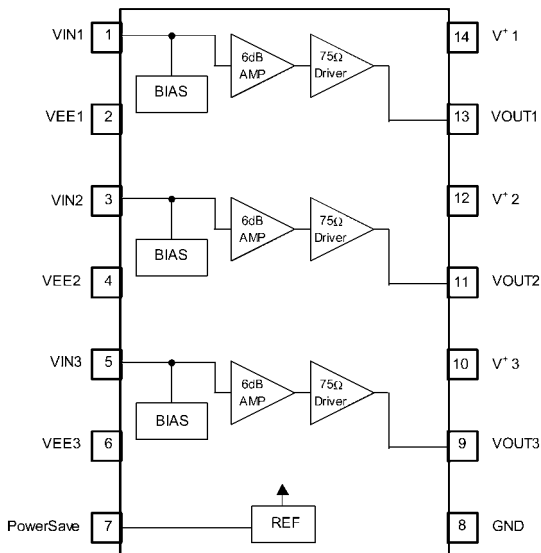 VIN1 1 6dB AMP 75Ω Driver 14 V+1
BIAS
VEE1 2 13 VOUT1
VIN2 3 6dB AMP 75Ω Driver 12 V+2
BIAS
VEE2 4 11 VOUT2
VIN3 5 6dB AMP 75Ω Driver 10 V+3
BIAS
VEE3 6 9 VOUT3
PowerSave 7 REF 8 GND